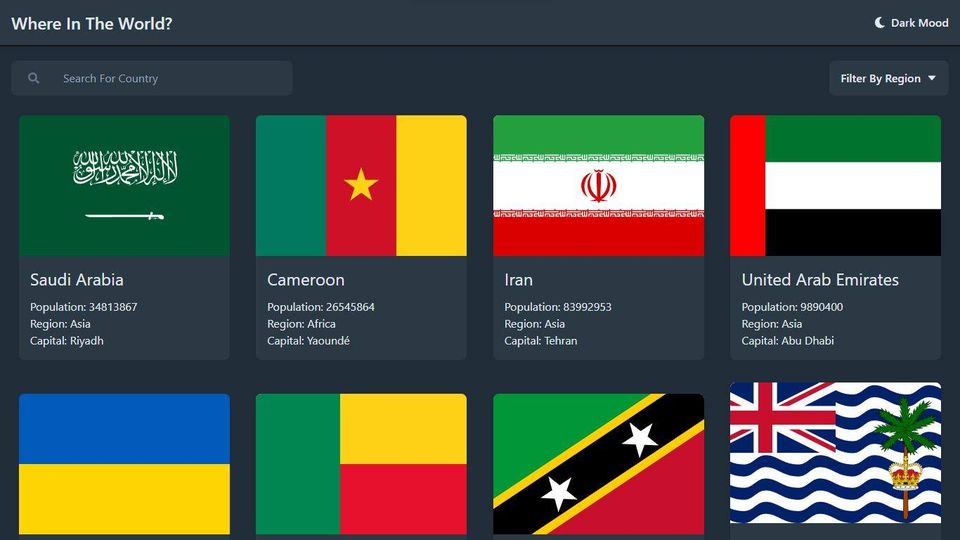 Where In The World?
Dark Mood
Search For Country
Filter By Region
لا إله إلا الله محمد رسول الله
Saudi Arabia
Population: 34813867
Region: Asia
Capital: Riyadh
Cameroon
Population: 26545864
Region: Africa
Capital: Yaoundé
Iran
Population: 83992953
Region: Asia
Capital: Tehran
United Arab Emirates
Population: 9890400
Region: Asia
Capital: Abu Dhabi